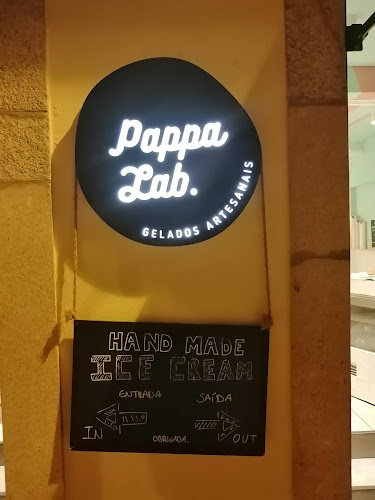 Pappa
Lab.
GELADOS ARTESANAIS
HAND MADE
ICE CREAM
ENTRADA SAÍDA
IN OBRIGADA. OUT